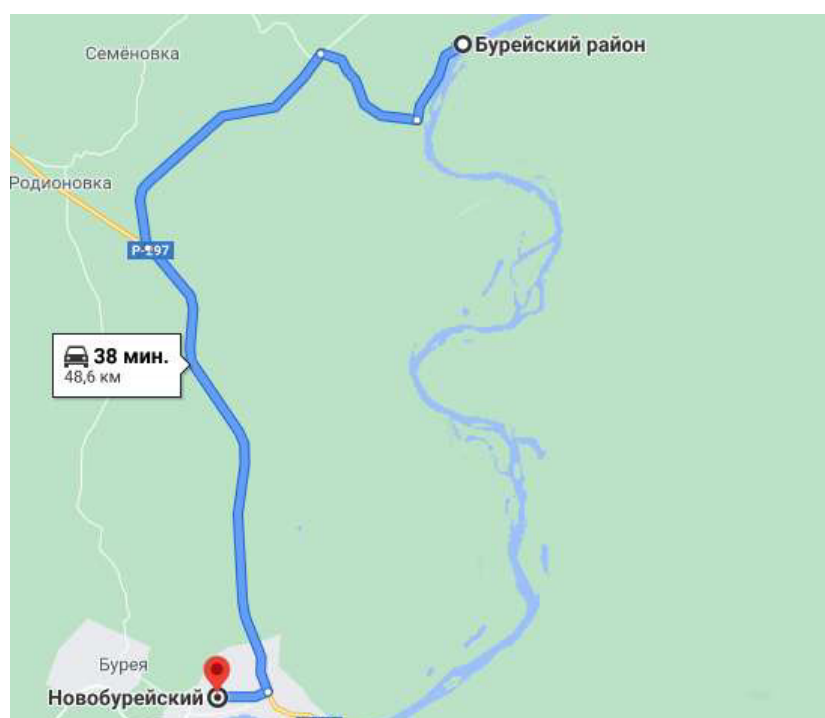 Семёновка
Бурейский район
Родионовка
Р-297
38 мин.
48,6 км
Бурея
Новобурейский